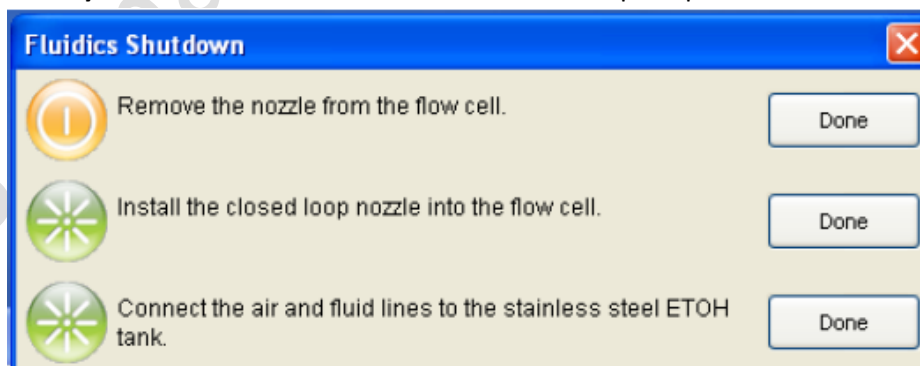 Fluidics Shutdown
Remove the nozzle from the flow cell.
Done
Install the closed loop nozzle into the flow cell.
Done
Connect the air and fluid lines to the stainless steel ETOH
tank.
Done